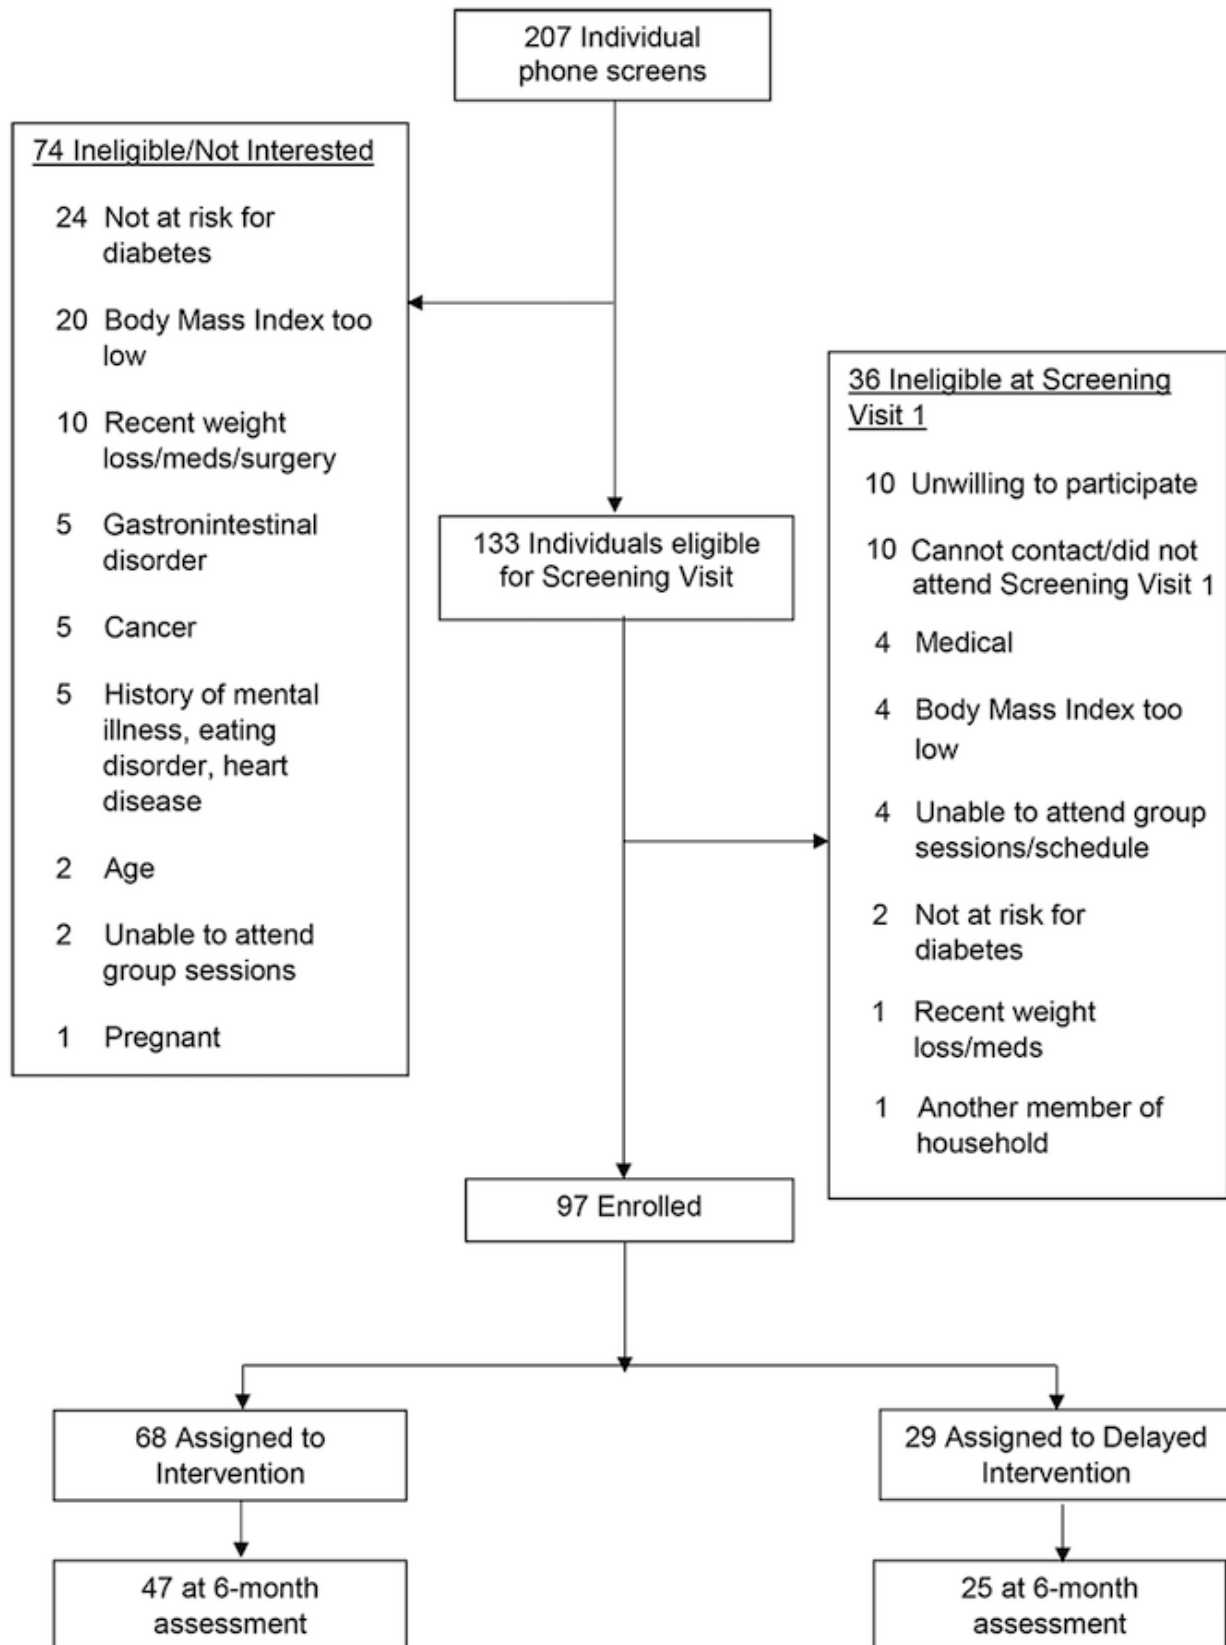 207 Individual
phone screens
74 Ineligible/Not Interested
24 Not at risk for
diabetes
20 Body Mass Index too
low
10 Recent weight
loss/meds/surgery
5 Gastronintestinal
disorder
5 Cancer
5 History of mental
illness, eating
disorder, heart
disease
2 Age
2 Unable to attend
group sessions
1 Pregnant
133 Individuals eligible
for Screening Visit
36 Ineligible at Screening
Visit 1
10 Unwilling to participate
10 Cannot contact/did not
attend Screening Visit 1
4 Medical
4 Body Mass Index too
low
4 Unable to attend group
sessions/schedule
2 Not at risk for
diabetes
1 Recent weight
loss/meds
1 Another member of
household
97 Enrolled
68 Assigned to
Intervention
29 Assigned to Delayed
Intervention
47 at 6-month
assessment
25 at 6-month
assessment